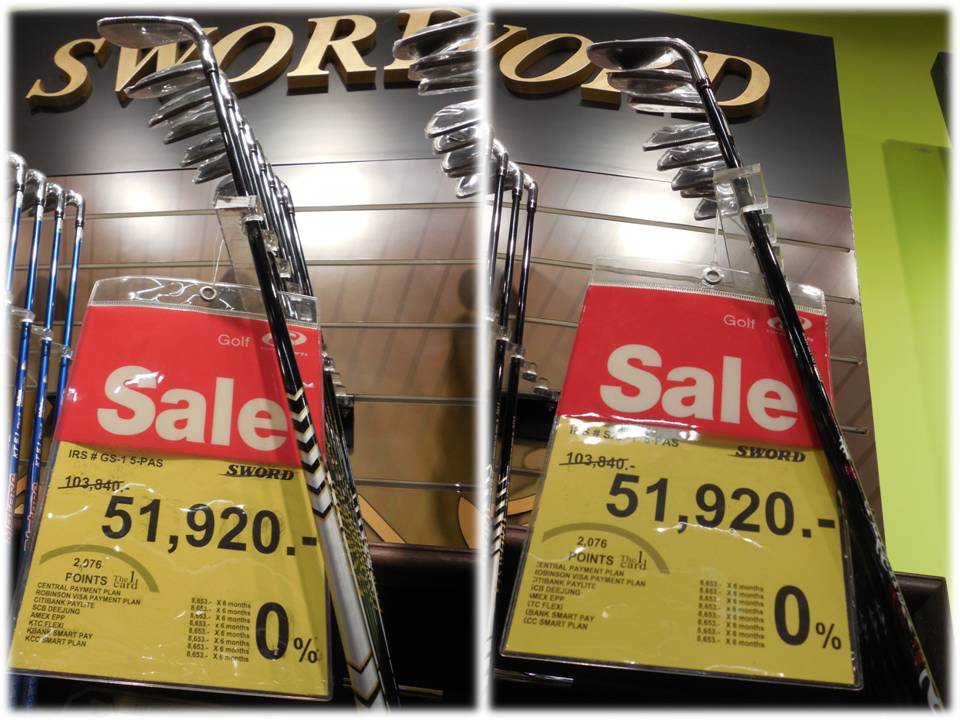 SWORD
Golf
Sale
IRS # GS-1 5-PAS
SWORD
103,840.-
51,920.-
2,076
POINTS The 1 card
CENTRAL PAYMENT PLAN 8,653.- X 6 months
ROBINSON VISA PAYMENT PLAN 8,653.- X 6 months
CITIBANK PAYLITE 8,653.- X 6 months
SCB DEEJUNG 8,653.- X 6 months
AMEX EPP 8,653.- X 6 months
KTC FLEXI 8,653.- X 6 months
KBANK SMART PAY 8,653.- X 6 months
KCC SMART PLAN 8,653.- X 6 months
0%
WORD
Golf
Sale
IRS # 5-PAS
SWORD
103,840.-
51,920.-
2,076
POINTS The 1 card
CENTRAL PAYMENT PLAN 8,653.- X 6 months
ROBINSON VISA PAYMENT PLAN 8,653.- X 6 months
CITIBANK PAYLITE 8,653.- X 6 months
SCB DEEJUNG 8,653.- X 6 months
AMEX EPP 8,653.- X 6 months
KTC FLEXI 8,653.- X 6 months
KBANK SMART PAY 8,653.- X 6 months
KCC SMART PLAN 8,653.- X 6 months
0%